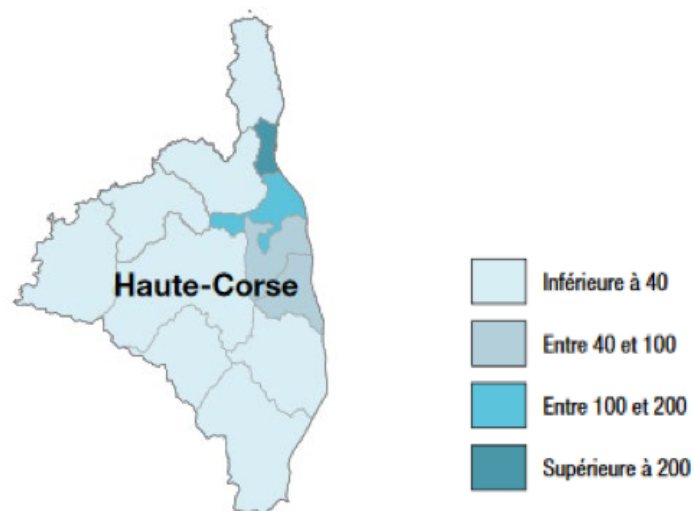 Haute-Corse
Inférieure à 40
Entre 40 et 100
Entre 100 et 200
Supérieure à 200